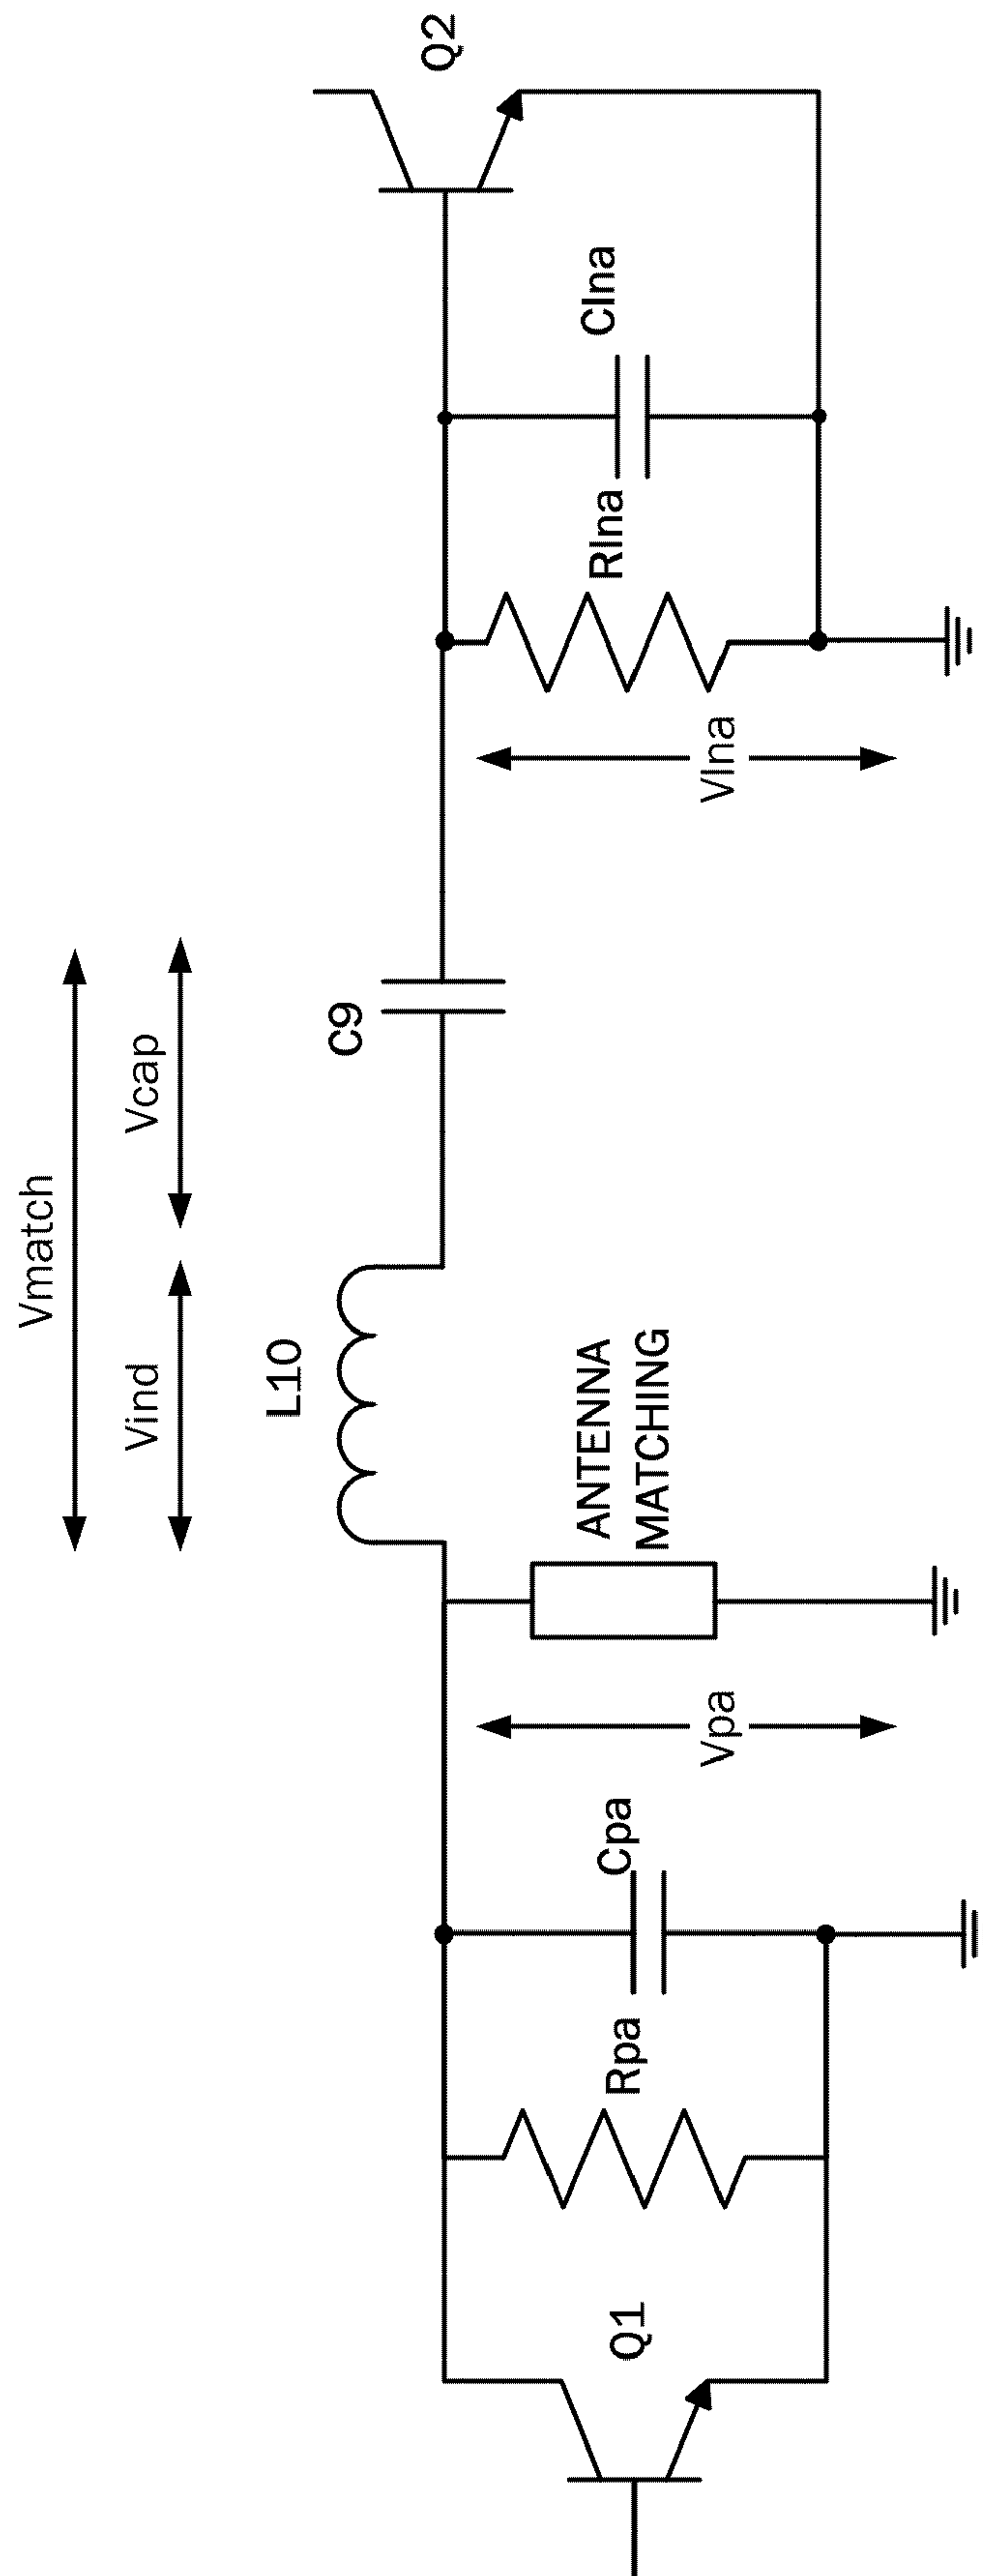 Vmatch
Vind
Vcap
L10
C9
Q2
Q1
Rpa
Cpa
Vpa
ANTENNA
MATCHING
Vlna
Rlna
Clna